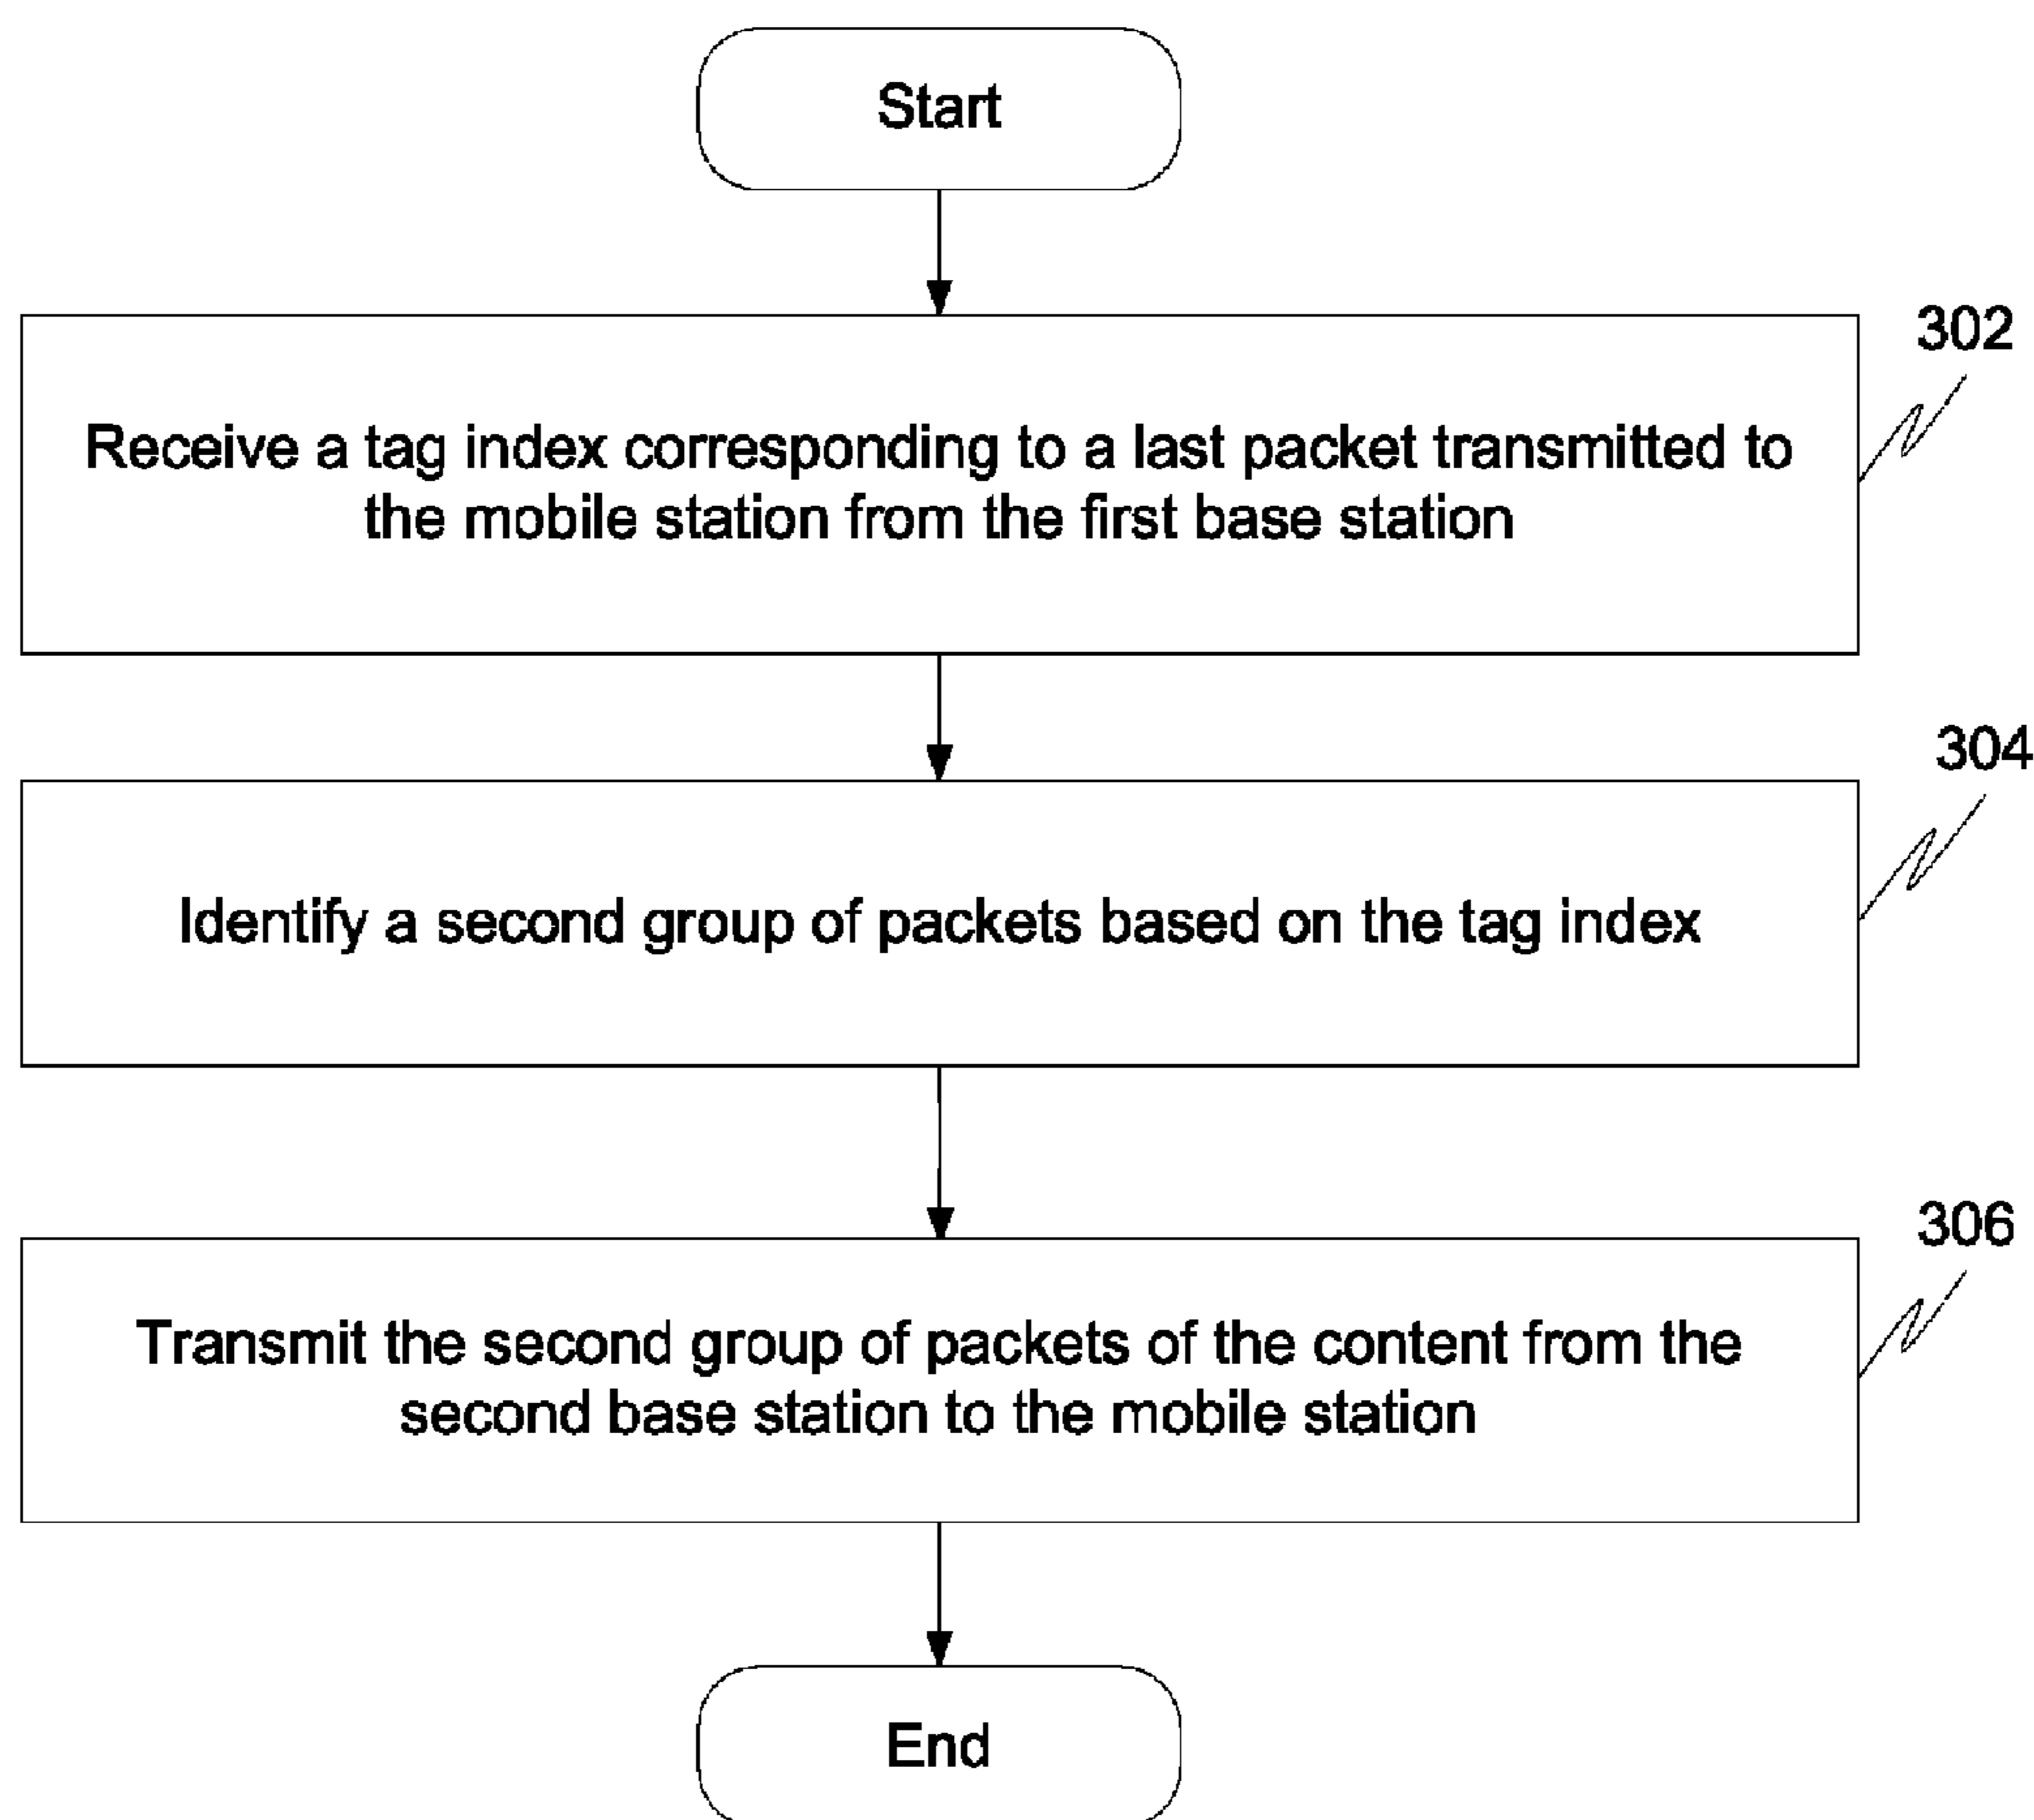 Start
302
Receive a tag index corresponding to a last packet transmitted to
the mobile station from the first base station
304
Identify a second group of packets based on the tag index
306
Transmit the second group of packets of the content from the
second base station to the mobile station
End